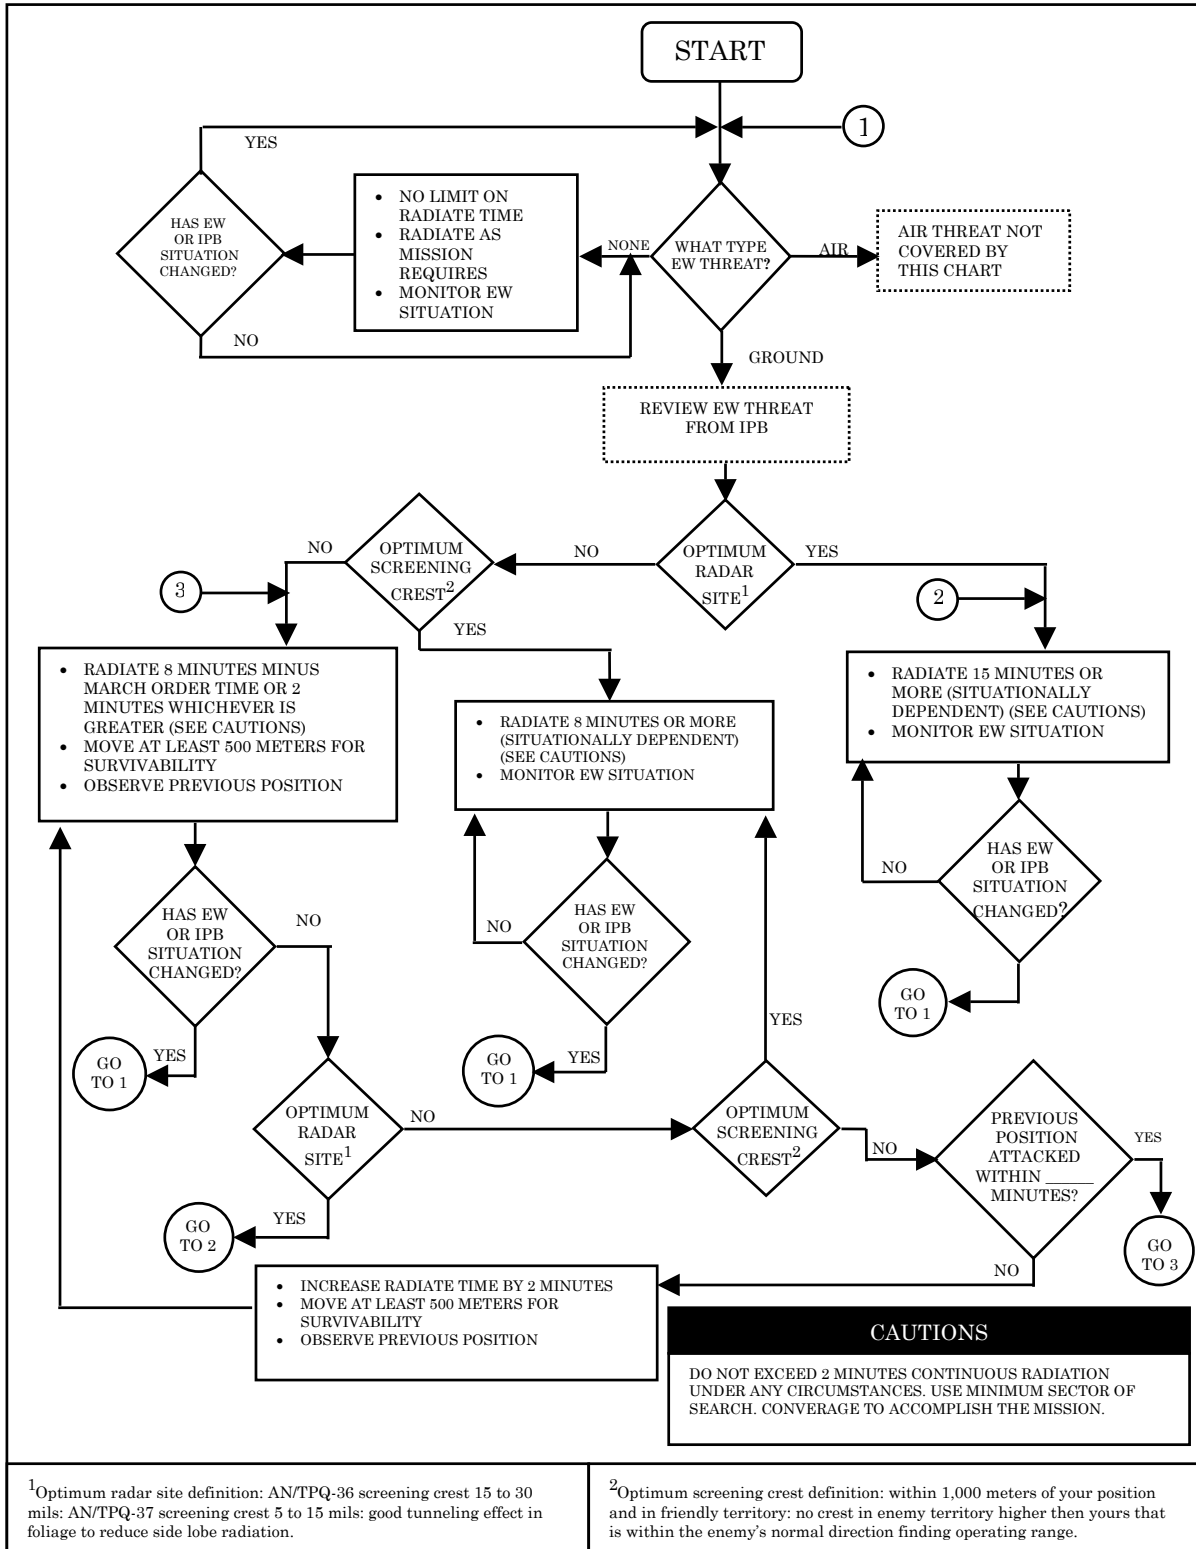 START
1
YES
HAS EW
OR IPB
SITUATION
CHANGED?
NO
• NO LIMIT ON
RADIATE TIME
• RADIATE AS
MISSION
REQUIRES
• MONITOR EW
SITUATION
NONE
WHAT TYPE
EW THREAT?
AIR
AIR THREAT NOT
COVERED BY
THIS CHART
GROUND
REVIEW EW THREAT
FROM IPB
OPTIMUM
RADAR
SITE1
NO
YES
OPTIMUM
SCREENING
CREST2
NO
YES
3
2
• RADIATE 8 MINUTES MINUS
MARCH ORDER TIME OR 2
MINUTES WHICHEVER IS
GREATER (SEE CAUTIONS)
• MOVE AT LEAST 500 METERS FOR
SURVIVABILITY
• OBSERVE PREVIOUS POSITION
• RADIATE 8 MINUTES OR MORE
(SITUATIONALLY DEPENDENT)
(SEE CAUTIONS)
• MONITOR EW SITUATION
• RADIATE 15 MINUTES OR
MORE (SITUATIONALLY
DEPENDENT) (SEE CAUTIONS)
• MONITOR EW SITUATION
HAS EW
OR IPB
SITUATION
CHANGED?
NO
YES
GO
TO 1
HAS EW
OR IPB
SITUATION
CHANGED?
NO
YES
GO
TO 1
HAS EW
OR IPB
SITUATION
CHANGED?
NO
GO
TO 1
OPTIMUM
RADAR
SITE1
NO
YES
GO
TO 2
OPTIMUM
SCREENING
CREST2
YES
NO
PREVIOUS
POSITION
ATTACKED
WITHIN _____
MINUTES?
YES
GO
TO 3
NO
• INCREASE RADIATE TIME BY 2 MINUTES
• MOVE AT LEAST 500 METERS FOR
SURVIVABILITY
• OBSERVE PREVIOUS POSITION
CAUTIONS
DO NOT EXCEED 2 MINUTES CONTINUOUS RADIATION
UNDER ANY CIRCUMSTANCES. USE MINIMUM SECTOR OF
SEARCH. CONVERAGE TO ACCOMPLISH THE MISSION.
1Optimum radar site definition: AN/TPQ-36 screening crest 15 to 30
mils: AN/TPQ-37 screening crest 5 to 15 mils: good tunneling effect in
foliage to reduce side lobe radiation.
2Optimum screening crest definition: within 1,000 meters of your position
and in friendly territory: no crest in enemy territory higher then yours that
is within the enemy's normal direction finding operating range.